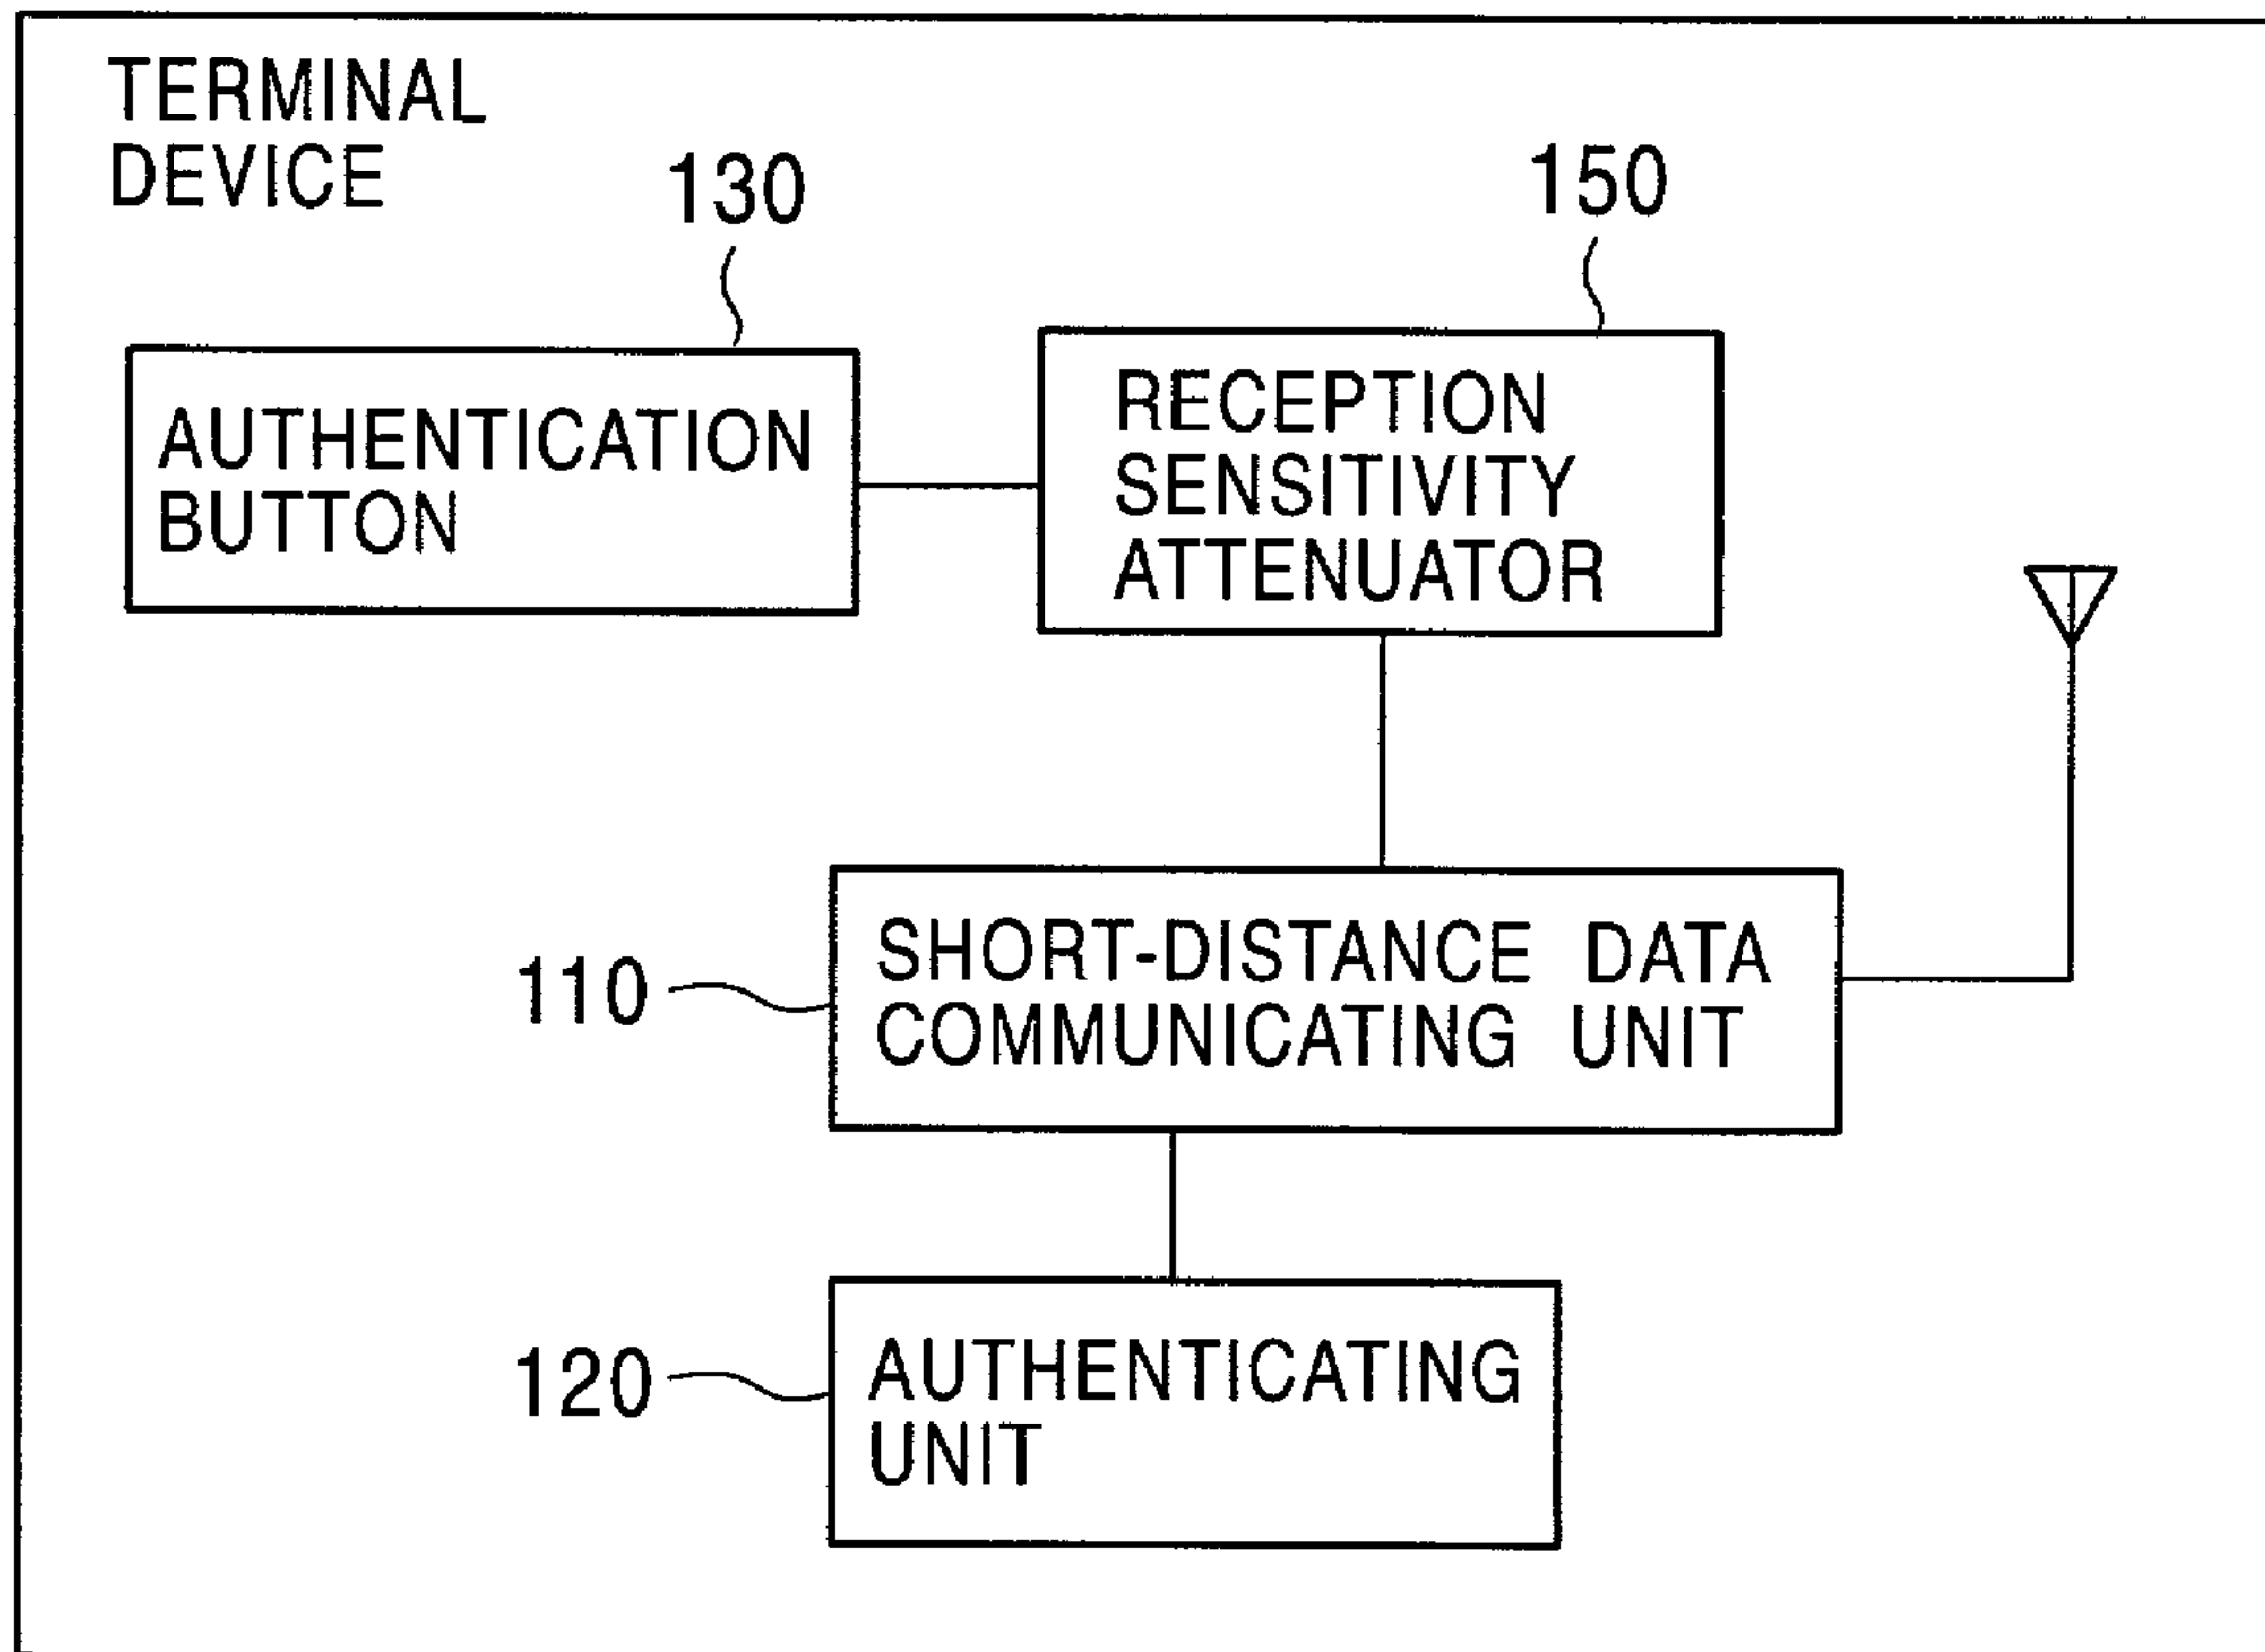 TERMINAL
DEVICE
130
150
AUTHENTICATION
BUTTON
RECEPTION
SENSITIVITY
ATTENUATOR
110
SHORT-DISTANCE DATA
COMMUNICATING UNIT
120
AUTHENTICATING
UNIT